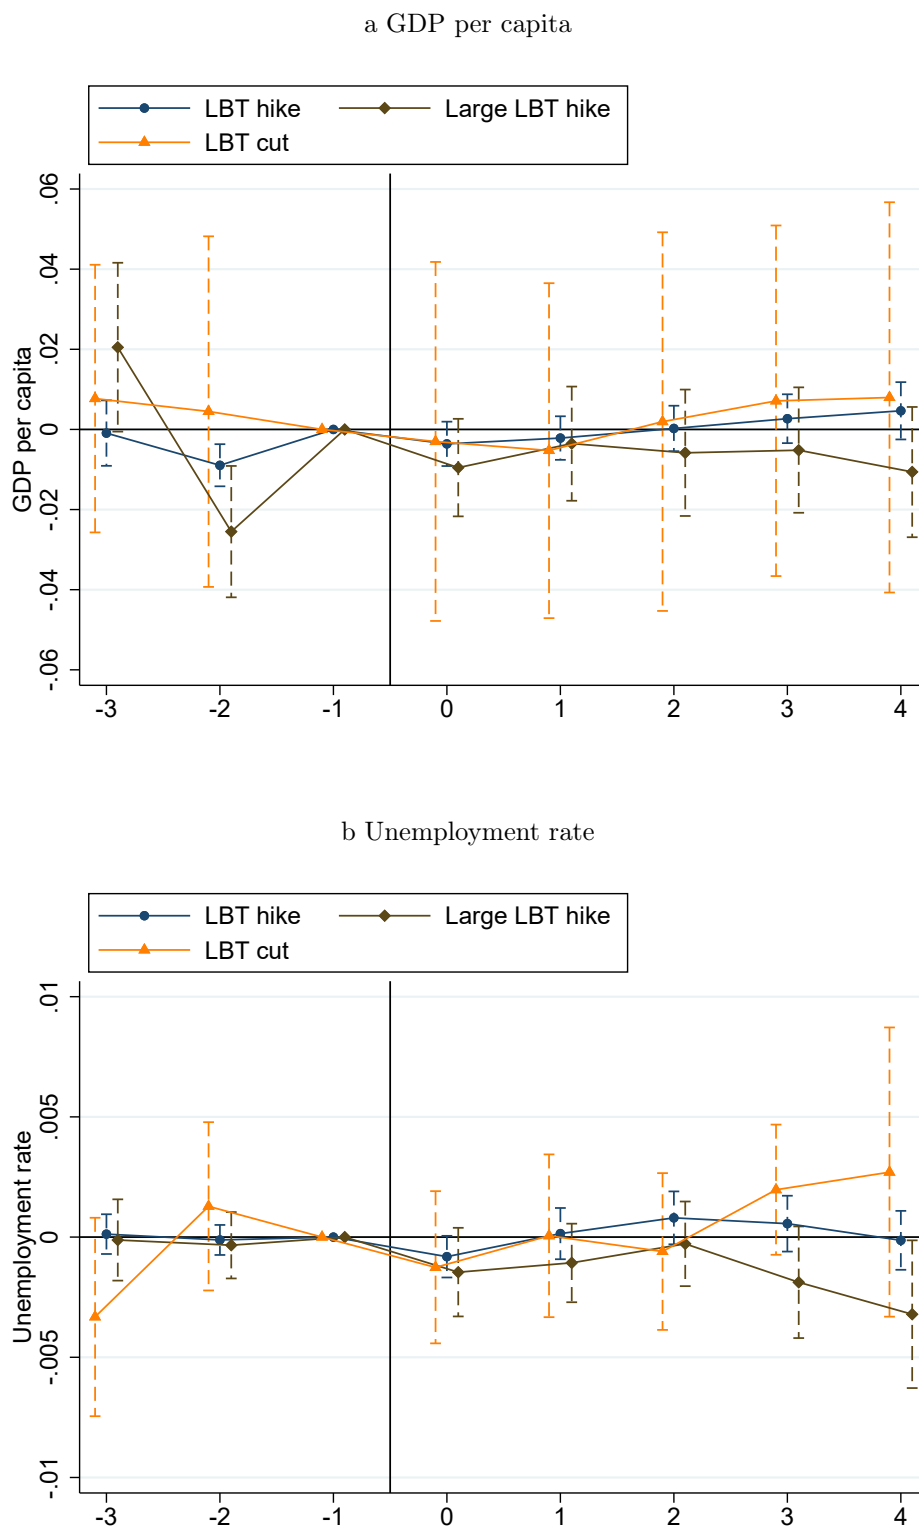 a GDP per capita
LBT hike
Large LBT hike
LBT cut
GDP per capita
.06
.04
.02
0
-.02
-.04
-.06
-3 -2 -1 0 1 2 3 4
b Unemployment rate
LBT hike
Large LBT hike
LBT cut
Unemployment rate
.01
.005
0
-.005
-.01
-3 -2 -1 0 1 2 3 4